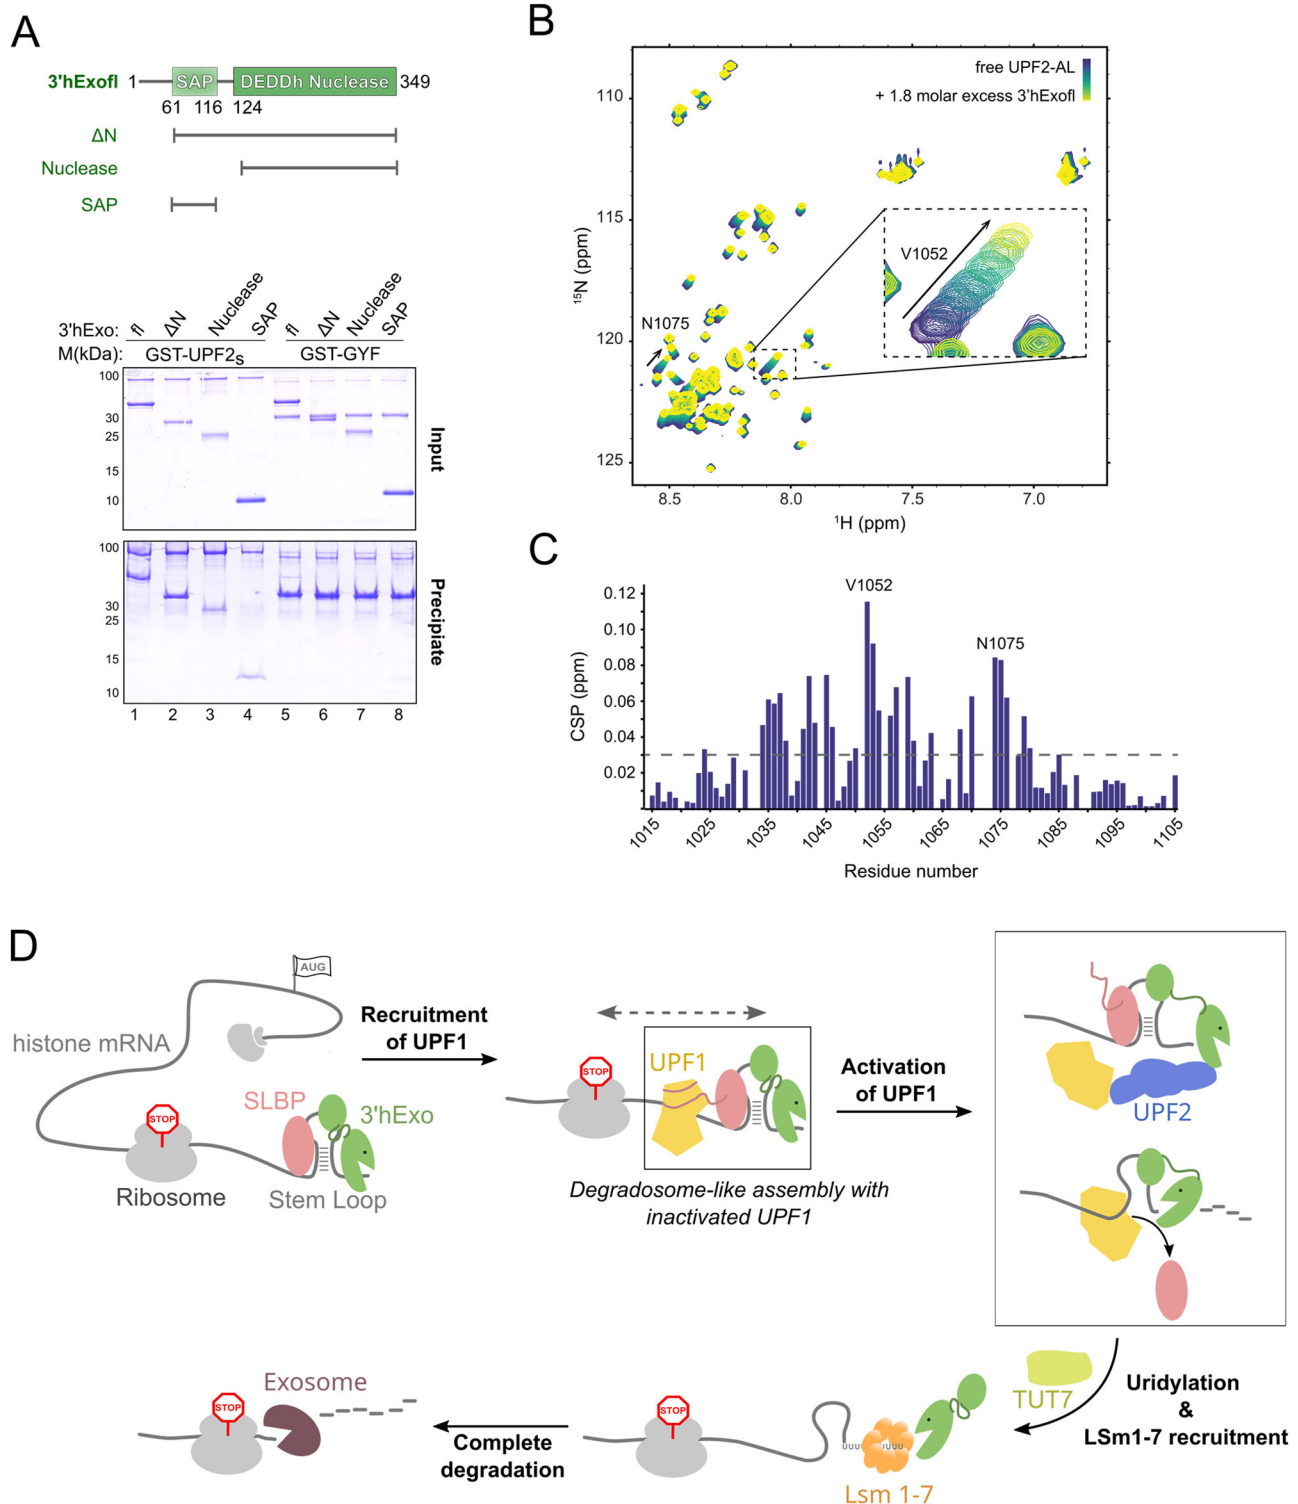 A
3'hExofl 1 SAP DEDDh Nuclease 349
61 116 124
ΔN
Nuclease
SAP
3'hExo: fl ΔN Nuclease SAP fl ΔN Nuclease SAP
M(kDa): GST-UPF2s GST-GYF
100
30
25
15
10
Input
100
30
25
15
10
Precipiate
1 2 3 4 5 6 7 8
B
free UPF2-AL
+ 1.8 molar excess 3'hExofl
V1052
N1075
110
115
120
125
15N (ppm)
8.5 8.0 7.5 7.0
1H (ppm)
C
V1052
N1075
0.12
0.10
0.08
0.06
0.04
0.02
CSP (ppm)
1015 1025 1035 1045 1055 1065 1075 1085 1095 1105
Residue number
D
AUG
histone mRNA
STOP
SLBP
3'hExo
Ribosome
Stem Loop
Recruitment
of UPF1
STOP
UPF1
Degradosome-like assembly with
inactivated UPF1
Activation
of UPF1
UPF2
TUT7
Uridylation
&
LSm1-7 recruitment
STOP
UUU
UUU
Lsm 1-7
Complete
degradation
STOP
Exosome